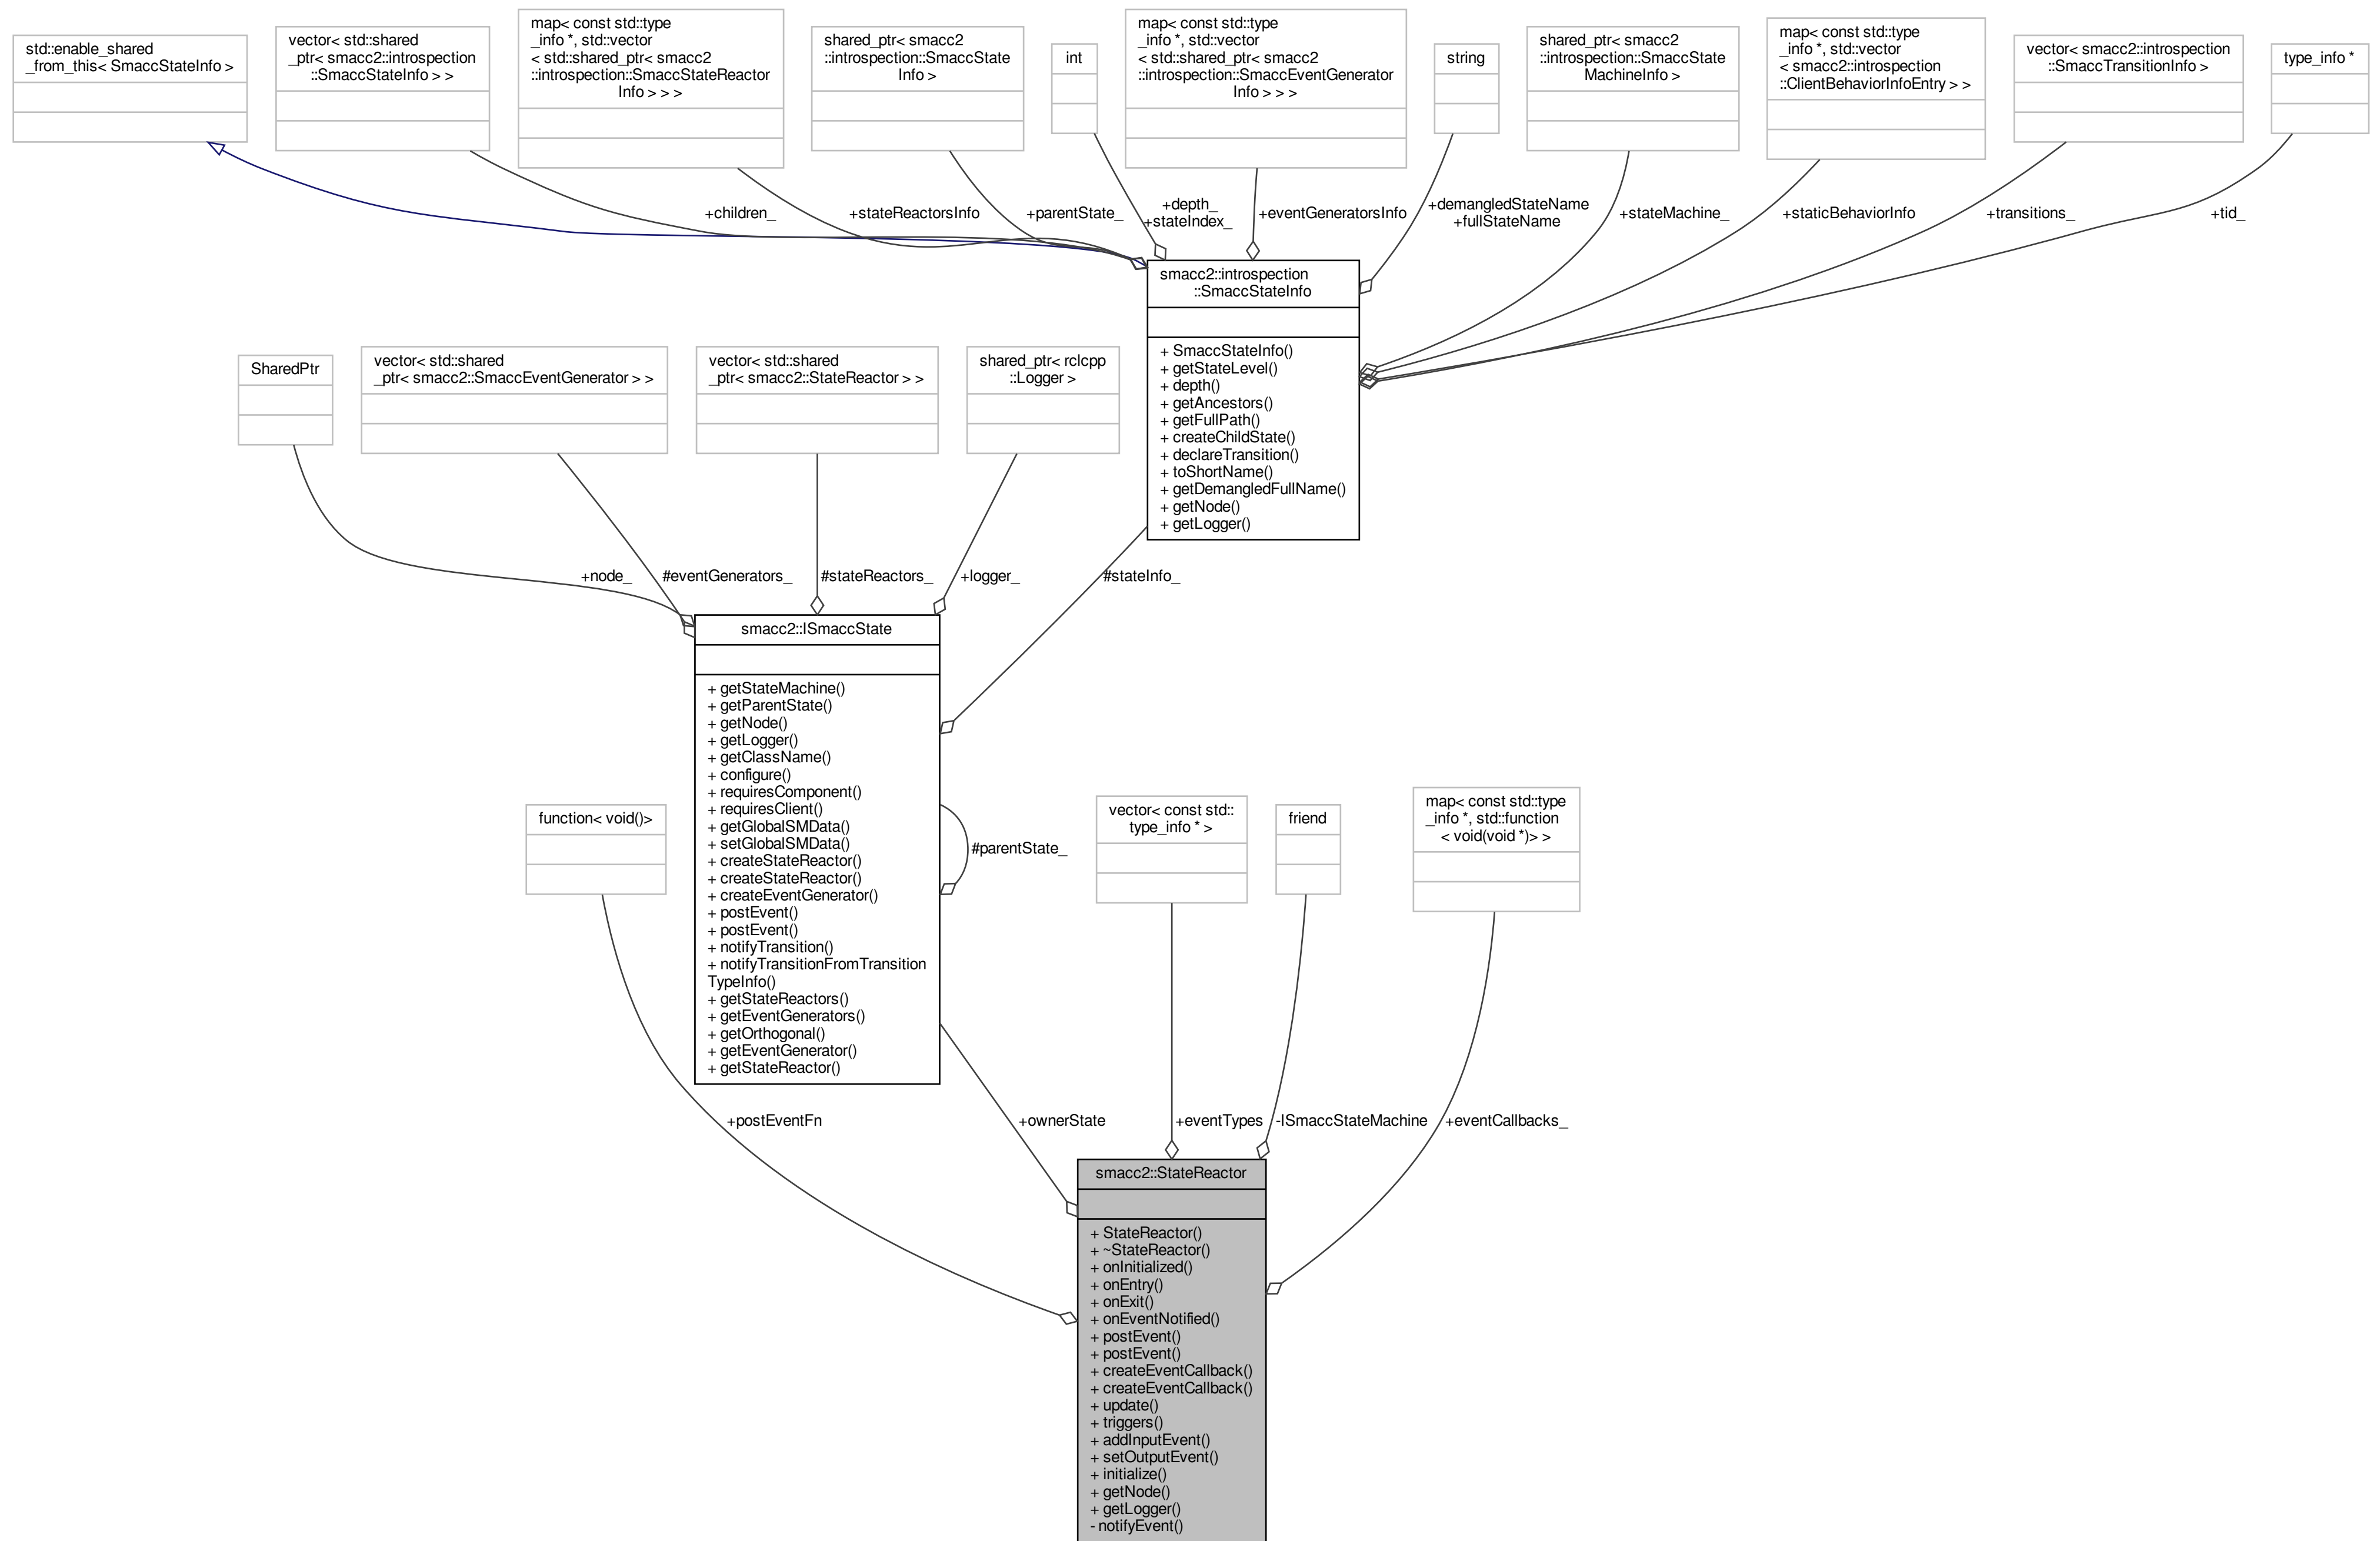 std::enable_shared
_from_this< SmaccStateInfo >
vector< std::shared
_ptr< smacc2::introspection
::SmaccStateInfo > >
map< const std::type
_info *, std::vector
< std::shared_ptr< smacc2
::introspection::SmaccStateReactor
Info > > >
shared_ptr< smacc2
::introspection::SmaccState
Info >
int
map< const std::type
_info *, std::vector
< std::shared_ptr< smacc2
::introspection::SmaccEventGenerator
Info > > >
string
shared_ptr< smacc2
::introspection::SmaccState
MachineInfo >
map< const std::type
_info *, std::vector
< smacc2::introspection
::ClientBehaviorInfoEntry > >
vector< smacc2::introspection
::SmaccTransitionInfo >
type_info *
+children_
+stateReactorsInfo
+parentState_
+depth_
+stateIndex_
+eventGeneratorsInfo
+demangledStateName
+fullStateName
+stateMachine_
+staticBehaviorInfo
+transitions_
+tid_
smacc2::introspection
::SmaccStateInfo
+ SmaccStateInfo()
+ getStateLevel()
+ depth()
+ getAncestors()
+ getFullPath()
+ createChildState()
+ declareTransition()
+ toShortName()
+ getDemangledFullName()
+ getNode()
+ getLogger()
SharedPtr
vector< std::shared
_ptr< smacc2::SmaccEventGenerator > >
vector< std::shared
_ptr< smacc2::StateReactor > >
shared_ptr< rclcpp
::Logger >
+node_
#eventGenerators_
#stateReactors_
+logger_
#stateInfo_
smacc2::ISmaccState
+ getStateMachine()
+ getParentState()
+ getNode()
+ getLogger()
+ getClassName()
+ configure()
+ requiresComponent()
+ requiresClient()
+ getGlobalSMData()
+ setGlobalSMData()
+ createStateReactor()
+ createStateReactor()
+ createEventGenerator()
+ postEvent()
+ postEvent()
+ notifyTransition()
+ notifyTransitionFromTransition
TypeInfo()
+ getStateReactors()
+ getEventGenerators()
+ getOrthogonal()
+ getEventGenerator()
+ getStateReactor()
#parentState_
function< void()>
vector< const std::
type_info * >
friend
map< const std::type
_info *, std::function
< void(void *)> >
+postEventFn
+ownerState
+eventTypes
-ISmaccStateMachine
+eventCallbacks_
smacc2::StateReactor
+ StateReactor()
+ ~StateReactor()
+ onInitialized()
+ onEntry()
+ onExit()
+ onEventNotified()
+ postEvent()
+ postEvent()
+ createEventCallback()
+ createEventCallback()
+ update()
+ triggers()
+ addInputEvent()
+ setOutputEvent()
+ initialize()
+ getNode()
+ getLogger()
- notifyEvent()